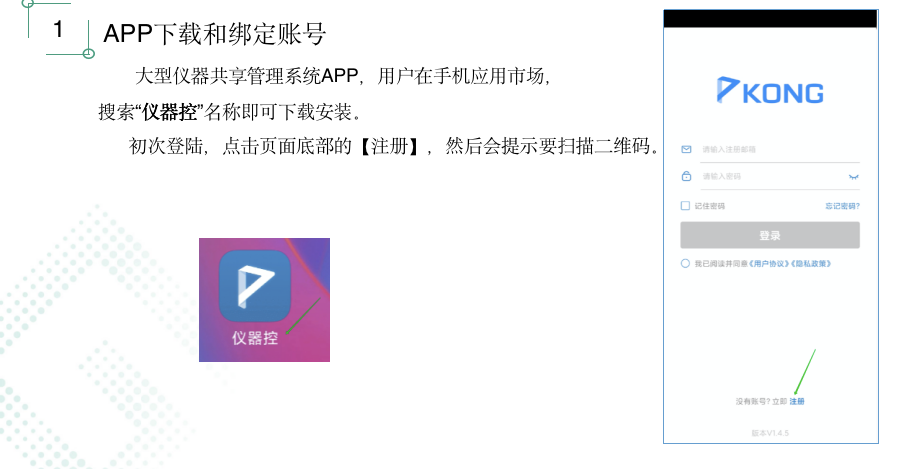 1
APP下载和绑定账号
大型仪器共享管理系统APP，用户在手机应用市场，
搜索“仪器控”名称即可下载安装。
初次登陆，点击页面底部的【注册】，然后会提示要扫描二维码。
仪器控
KONG
请输入注册邮箱
请输入密码
记住密码 忘记密码?
登录
我已阅读并同意《用户协议》《隐私政策》
没有账号? 立即 注册
版本V1.4.5